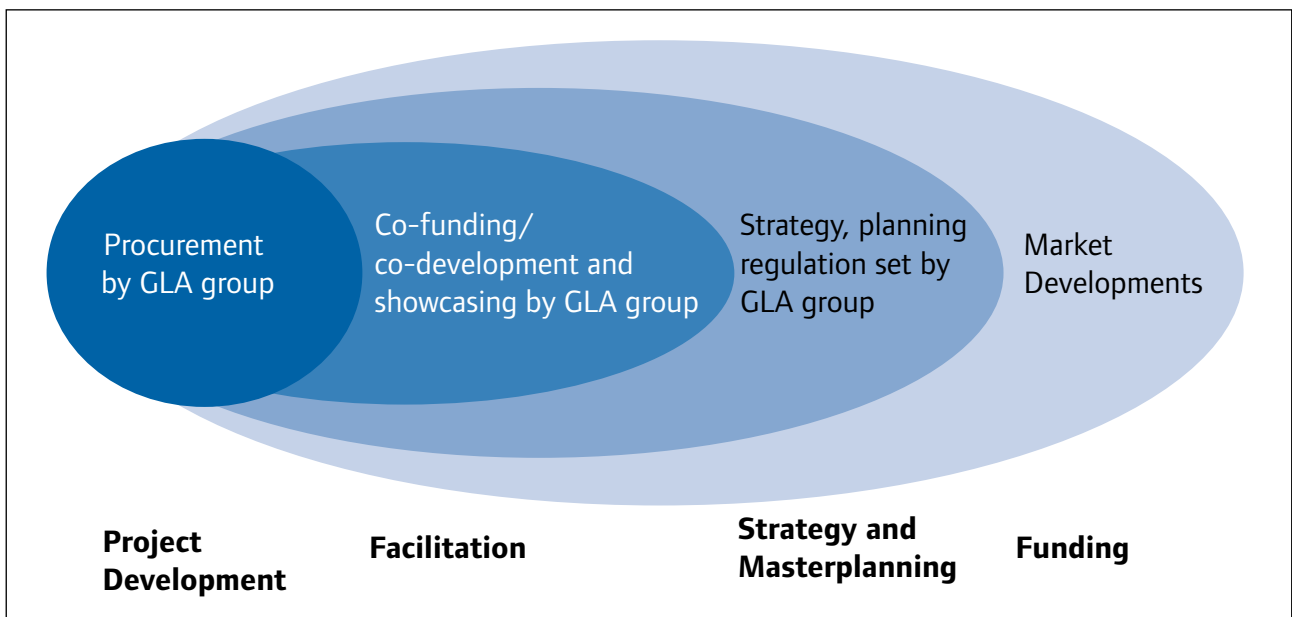 Procurement
by GLA group
Co-funding/
co-development and
showcasing by GLA group
Strategy, planning
regulation set by
GLA group
Market
Developments
Project
Development
Facilitation
Strategy and
Masterplanning
Funding